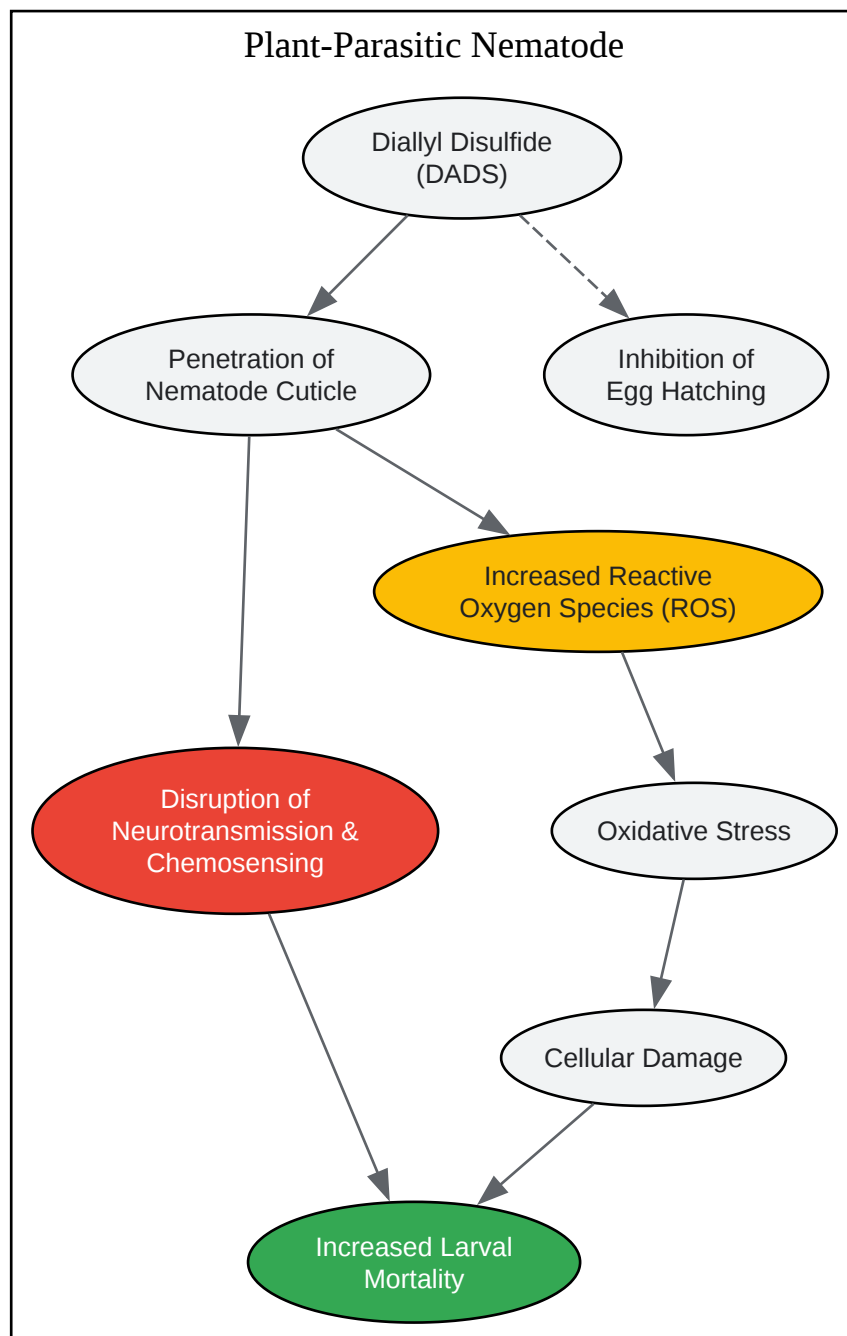 Plant-Parasitic Nematode
Diallyl Disulfide
(DADS)
Penetration of
Nematode Cuticle
Inhibition of
Egg Hatching
Increased Reactive
Oxygen Species (ROS)
Disruption of
Neurotransmission &
Chemosensing
Oxidative Stress
Cellular Damage
Increased Larval
Mortality